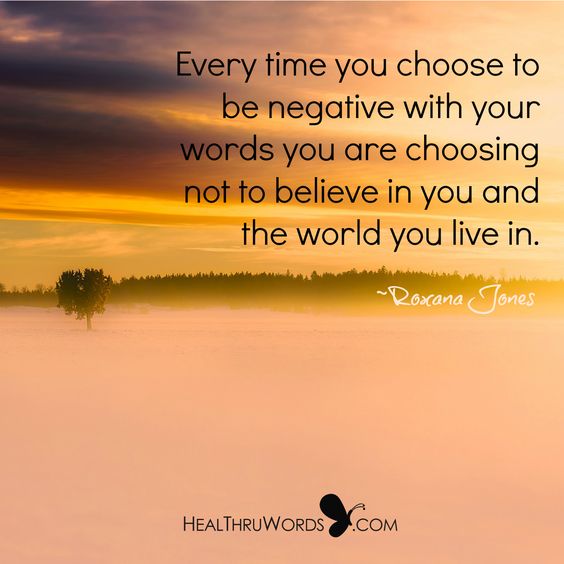 Every time you choose to
be negative with your
words you are choosing
not to believe in you and
the world you live in.
~Roxana Jones
HEALTHRUWORDS.COM